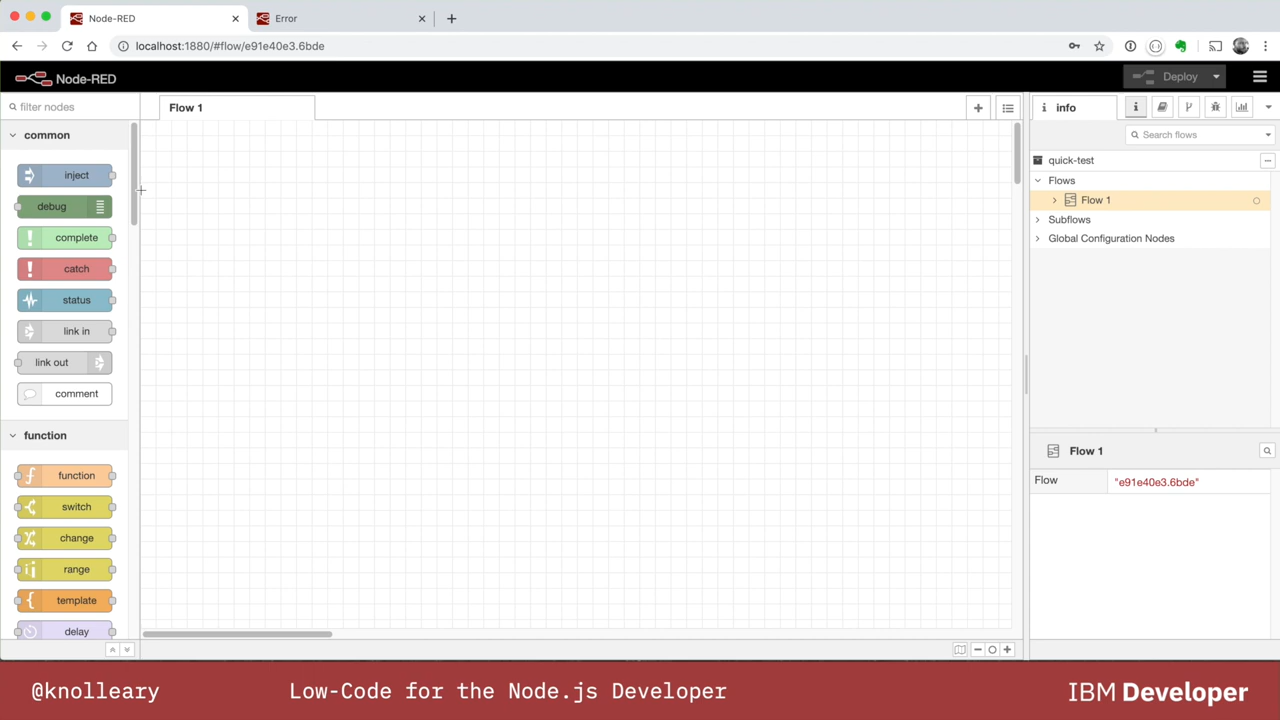 Node-RED
Error
localhost:1880/#flow/e91e40e3.6bde
Node-RED
Deploy
filter nodes
Flow 1
info
common
Search flows
inject
quick-test
debug
Flows
Flow 1
complete
Subflows
Global Configuration Nodes
catch
status
link in
link out
comment
function
Flow 1
function
Flow
"e91e40e3.6bde"
switch
change
range
template
delay
@knolleary
Low-Code for the Node.js Developer
IBM Developer